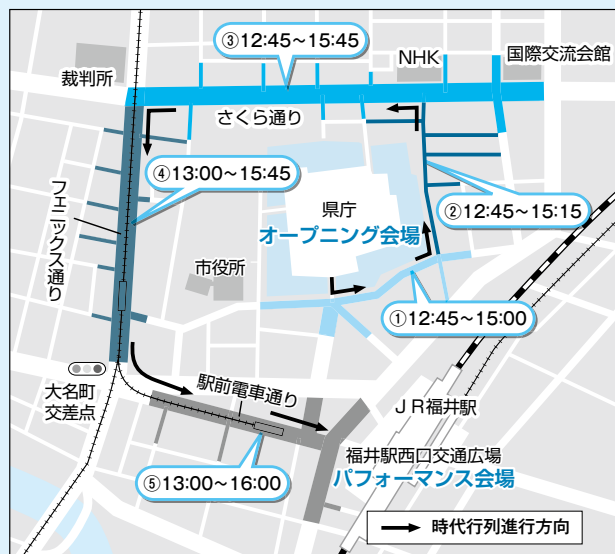 ③12:45〜15:45
NHK
国際交流会館
裁判所
さくら通り
④13:00〜15:45
フェニックス通り
県庁
オープニング会場
②12:45〜15:15
市役所
①12:45〜15:00
大名町
交差点
駅前電車通り
JR福井駅
福井駅西口交通広場
パフォーマンス会場
⑤13:00〜16:00
時代行列進行方向